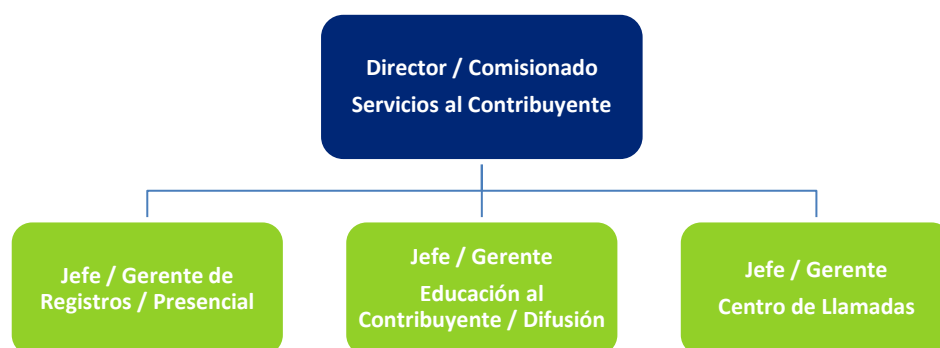 Director / Comisionado
Servicios al Contribuyente
Jefe / Gerente de
Registros / Presencial
Jefe / Gerente
Educación al
Contribuyente / Difusión
Jefe / Gerente
Centro de Llamadas